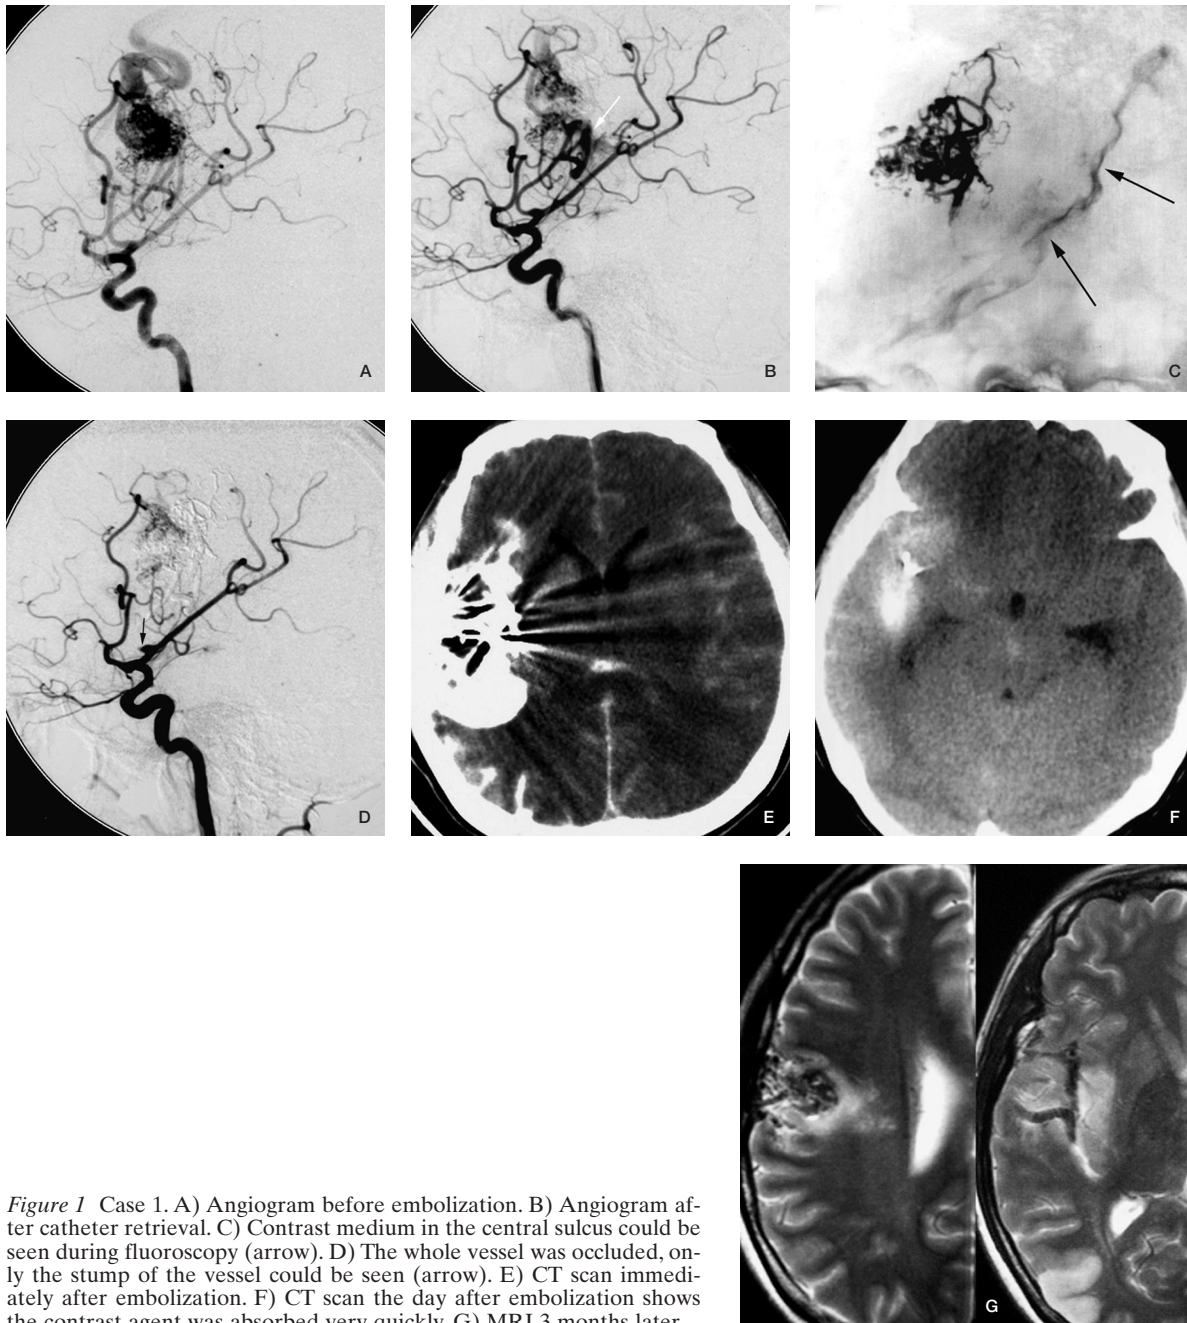 A
B
C
D
E
F
G
Figure 1 Case 1. A) Angiogram before embolization. B) Angiogram af-
ter catheter retrieval. C) Contrast medium in the central sulcus could be
seen during fluoroscopy (arrow). D) The whole vessel was occluded, on-
ly the stump of the vessel could be seen (arrow). E) CT scan immedi-
ately after embolization. F) CT scan the day after embolization shows
the contrast agent was absorbed very quickly. G) MRI 3 months later